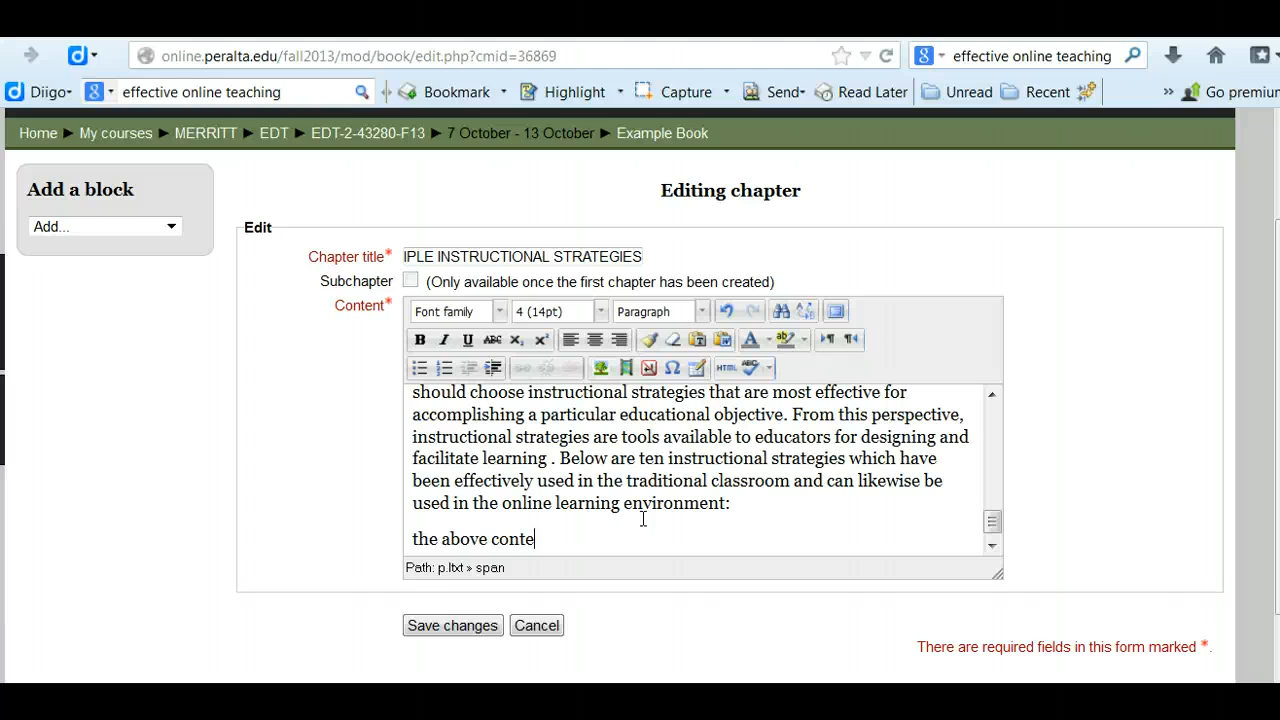 online.peralta.edu/fall2013/mod/book/edit.php?cmid=36869 effective online teaching
Diigo effective online teaching Bookmark Highlight Capture Send Read Later Unread Recent » Go premium
Home ► My courses ► MERRITT ► EDT ► EDT-2-43280-F13 ► 7 October - 13 October ► Example Book
Add a block
Add...
Editing chapter
Edit
Chapter title* IPLE INSTRUCTIONAL STRATEGIES
Subchapter (Only available once the first chapter has been created)
Content*
Font family 4 (14pt) Paragraph
B I U ABC X₂ X² A ab
Ω HTML ABC
should choose instructional strategies that are most effective for
accomplishing a particular educational objective. From this perspective,
instructional strategies are tools available to educators for designing and
facilitate learning . Below are ten instructional strategies which have
been effectively used in the traditional classroom and can likewise be
used in the online learning environment:
the above conte
Path: p.ltxt » span
Save changes Cancel
There are required fields in this form marked *.